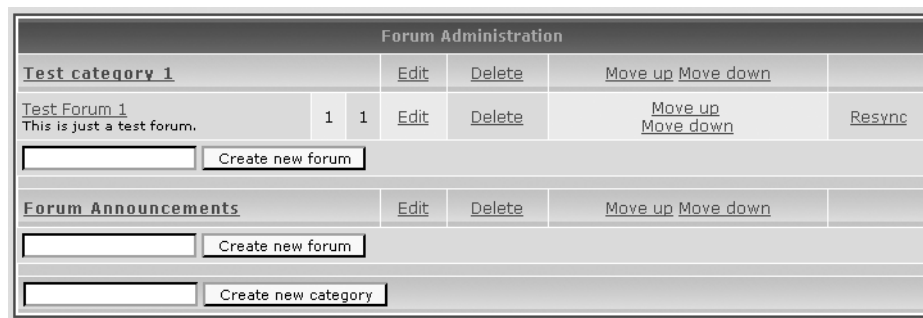 Forum Administration
Test category 1 Edit Delete Move up Move down
Test Forum 1 1 1 Edit Delete Move up Resync
This is just a test forum. Move down
Create new forum
Forum Announcements Edit Delete Move up Move down
Create new forum
Create new category